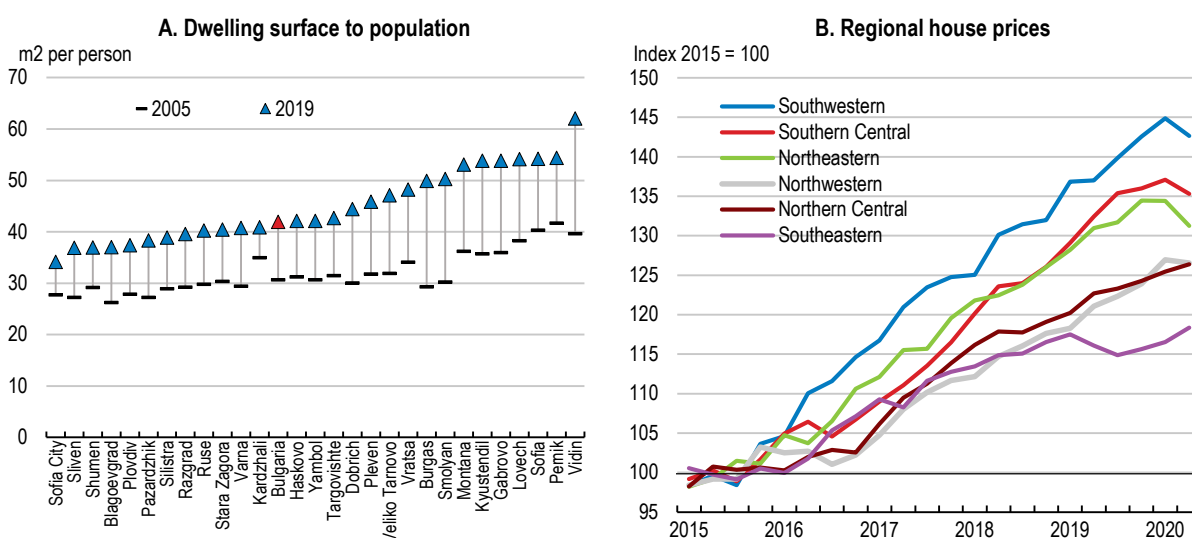 A. Dwelling surface to population
m2 per person
70
60
50
40
30
20
10
0
2005
2019
Sofia City
Sliven
Shumen
Blagoevgrad
Plovdiv
Pazardzhik
Silistra
Razgrad
Ruse
Stara Zagora
Varna
Kardzhali
Bulgaria
Haskovo
Yambol
Targovishte
Dobrich
Pleven
/eliko Tarnovo
Vratsa
Burgas
Smolyan
Montana
Kyustendil
Gabrovo
Lovech
Sofia
Pernik
Vidint
B. Regional house prices
Index 2015 = 100
150
145
140
135
130
125
120
115
110
105
100
95
Southwestern
Southern Central
Northeastern
Northwestern
Northern Central
Southeastern
2015
2016
2017
2018
2019
2020